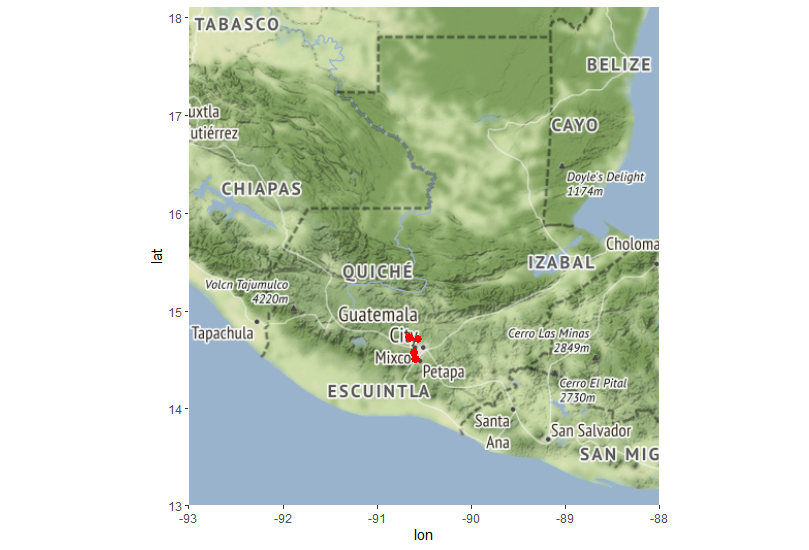 18
TABASCO
BELIZE
17
uxtla
utiérrez
CAYO
Doyle's Delight
1174m
CHIAPAS
16
Choloma
IZABAL
QUICHÉ
lat
Volcn Tajumulco
4220m
15
Guatemala
Tapachula
Cerro Las Minas
2849m
Mixco
Petapa
Cerro El Pital
2730m
ESCUINTLA
14
Santa
Ana
San Salvador
SAN MIG
13
-93
-92
-91
-90
-89
-88
lon